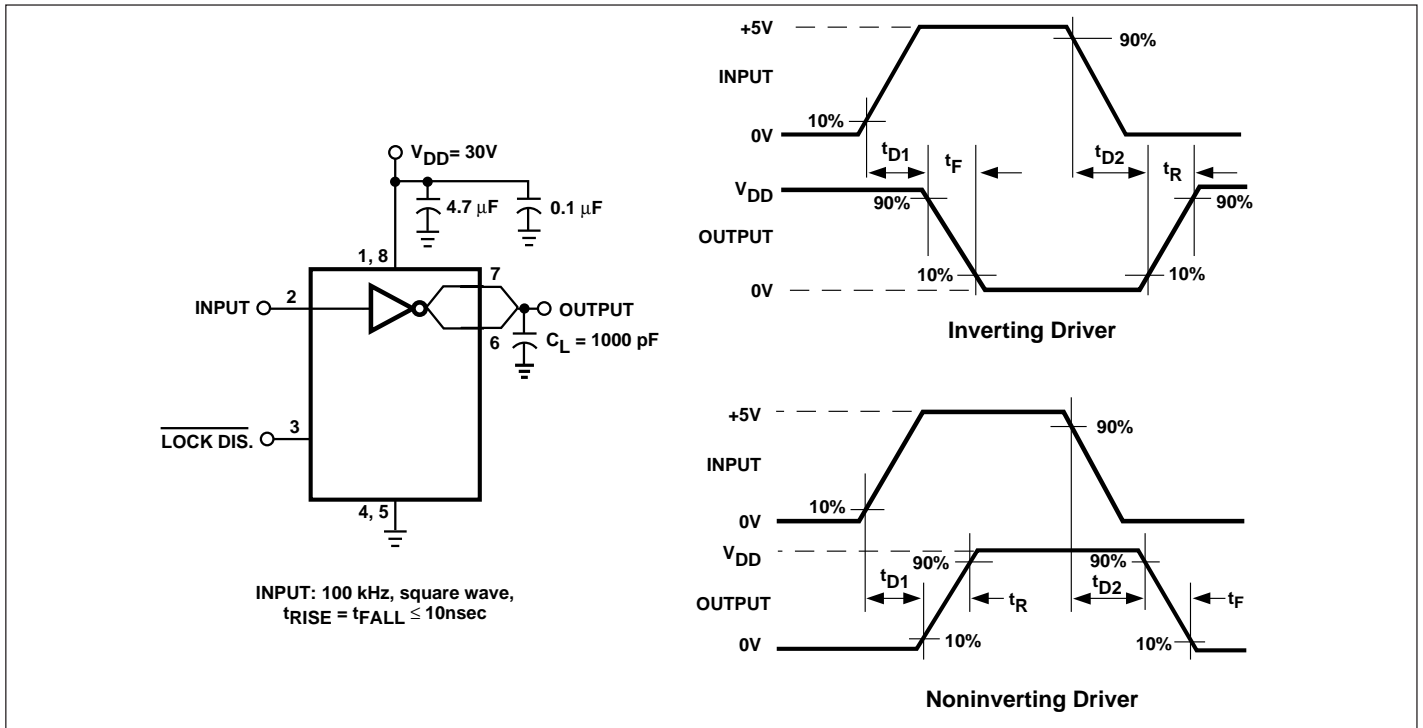 V_DD = 30V
4.7 µF
0.1 µF
1, 8
INPUT
2
7
6
OUTPUT
C_L = 1000 pF
LOCK DIS.
3
4, 5
INPUT: 100 kHz, square wave,
t_RISE = t_FALL ≤ 10nsec
+5V
90%
INPUT
10%
0V
t_D1
t_F
t_D2
t_R
V_DD
90%
90%
OUTPUT
10%
10%
0V
Inverting Driver
+5V
90%
INPUT
10%
0V
V_DD
90%
90%
t_D1
t_R
t_D2
t_F
OUTPUT
10%
10%
0V
Noninverting Driver